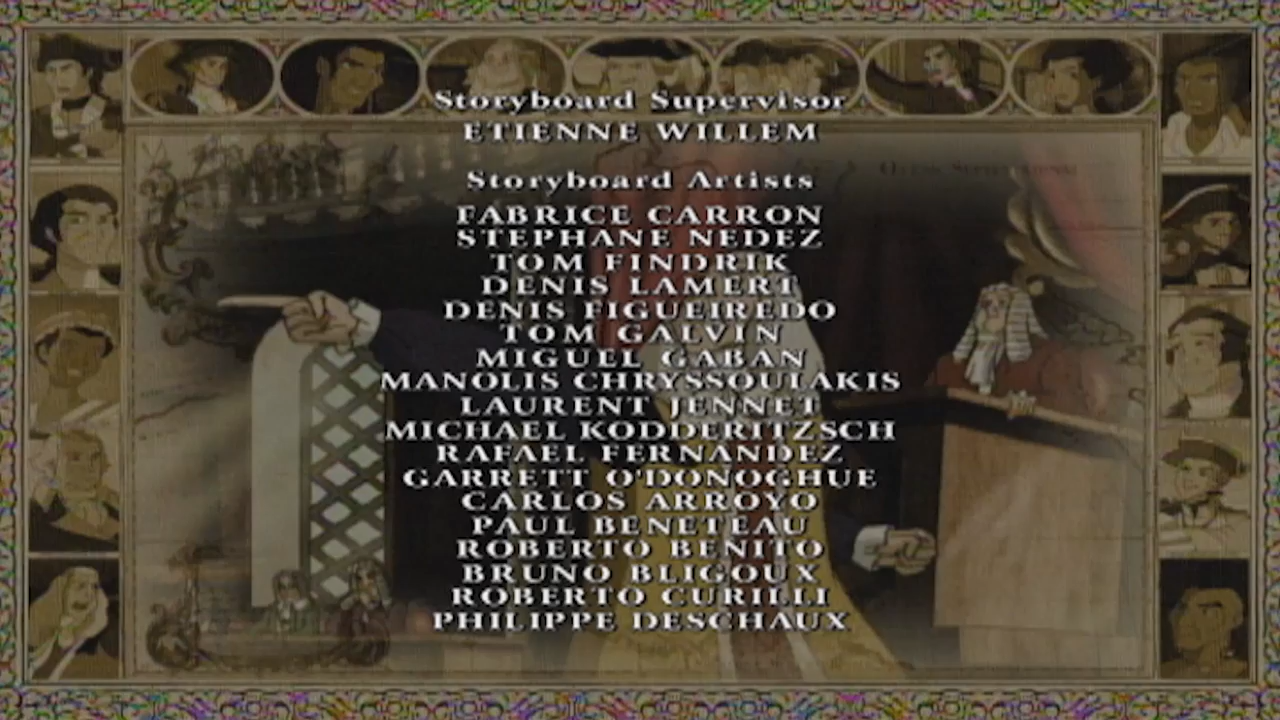 Storyboard Supervisor
ETIENNE WILLEM
Storyboard Artists
FABRICE CARRON
STEPHANE NEDEZ
TOM FINDRIK
DENIS LAMERT
DENIS FIGUEIREDO
TOM GALVIN
MIGUEL GABAN
MANOLIS CHRYSSOULAKIS
LAURENT JENNET
MICHAEL KODDERITZSCH
RAFAEL FERNANDEZ
GARRETT O'DONOGHUE
CARLOS ARROYO
PAUL BENETEAU
ROBERTO BENITO
BRUNO BLIGOUX
ROBERTO CURILLI
PHILIPPE DESCHAUX